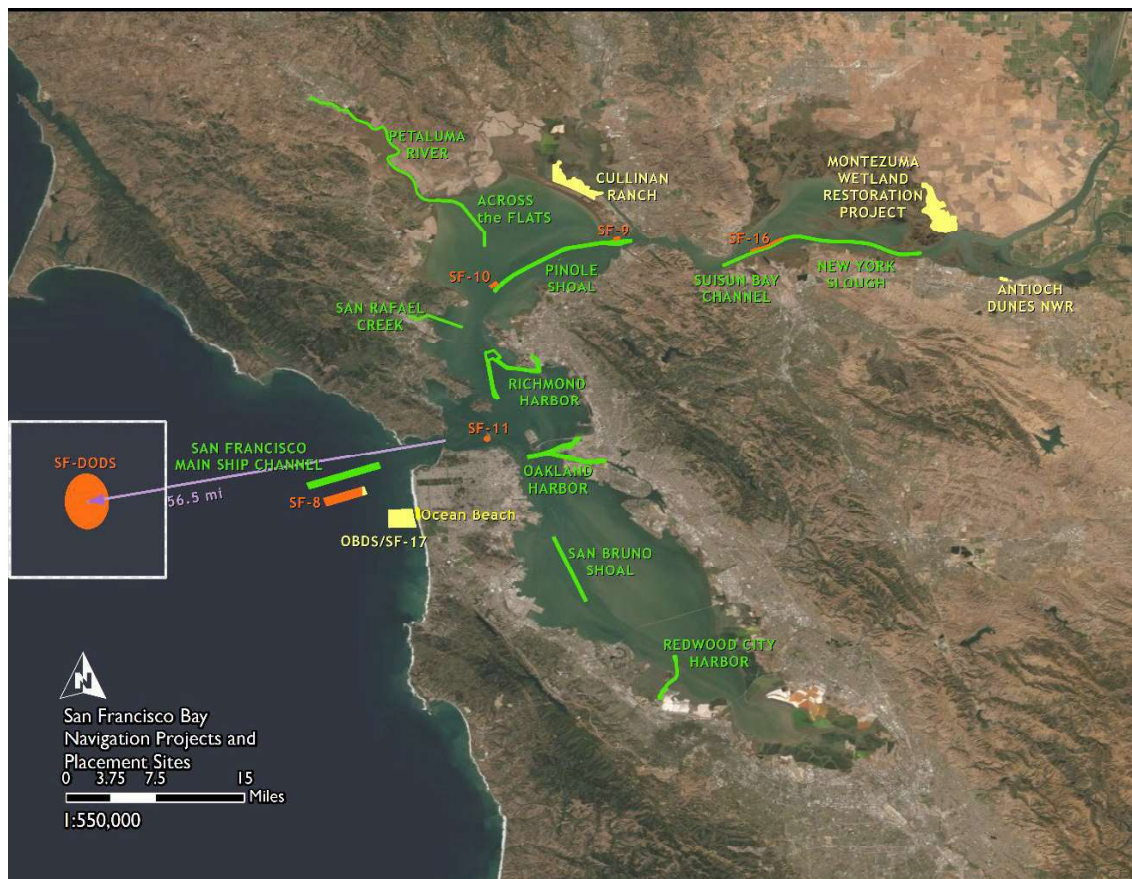 PETALUMA
RIVER
CULLINAN
RANCH
MONTEZUMA
WETLAND
RESTORATION
PROJECT
ACROSS
the FLATS
SF-9
SF-16
SF-10
PINOLE
SHOAL
SUISUN BAY
CHANNEL
NEW YORK
SLOUGH
ANTIOCH
DUNES NWR
SAN RAFAEL
CREEK
RICHMOND
HARBOR
SF-11
SAN FRANCISCO
MAIN SHIP CHANNEL
SF-DODS
56.5 mi
SF-8
OAKLAND
HARBOR
Ocean Beach
OBDS/SF-17
SAN BRUNO
SHOAL
REDWOOD CITY
HARBOR
N
San Francisco Bay
Navigation Projects and
Placement Sites
0 3.75 7.5 15
Miles
1:550,000